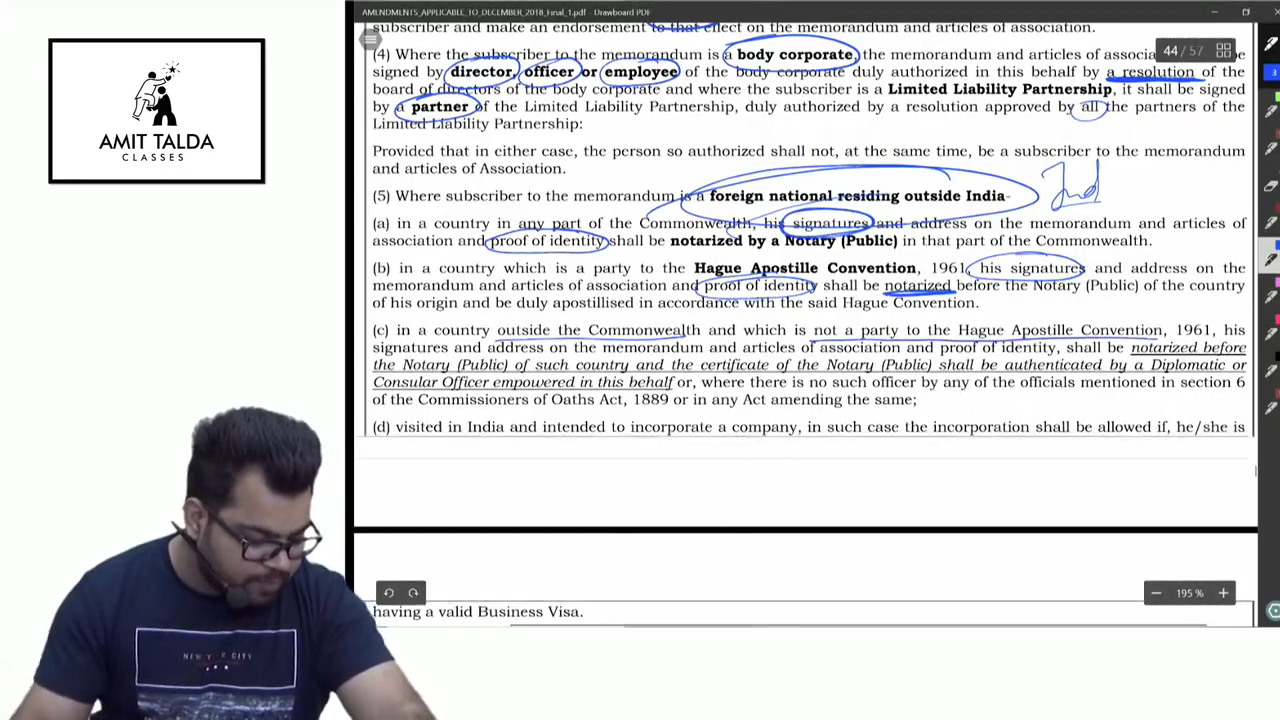 AMENDMENTS_APPLICABLE_TO_DECEMBER_2018_Final_1.pdf - Drawboard PDF
subscriber and make an endorsement to that effect on the memorandum and articles of association.
(4) Where the subscriber to the memorandum is a body corporate, the memorandum and articles of
signed by director, officer or employee of the body corporate duly authorized in this behalf by a resolution of the
board of directors of the body corporate and where the subscriber is a Limited Liability Partnership, it shall be signed
by a partner of the Limited Liability Partnership, duly authorized by a resolution approved by all the partners of the
Limited Liability Partnership:
Provided that in either case, the person so authorized shall not, at the same time, be a subscriber to the memorandum
and articles of Association.
(5) Where subscriber to the memorandum is a foreign national residing outside India-
Ind
(a) in a country in any part of the Commonwealth, his signatures and address on the memorandum and articles of
association and proof of identity shall be notarized by a Notary (Public) in that part of the Commonwealth.
(b) in a country which is a party to the Hague Apostille Convention, 1961, his signatures and address on the
memorandum and articles of association and proof of identity shall be notarized before the Notary (Public) of the country
of his origin and be duly apostillised in accordance with the said Hague Convention.
(c) in a country outside the Commonwealth and which is not a party to the Hague Apostille Convention, 1961, his
signatures and address on the memorandum and articles of association and proof of identity, shall be notarized before
the Notary (Public) of such country and the certificate of the Notary (Public) shall be authenticated by a Diplomatic or
Consular Officer empowered in this behalf or, where there is no such officer by any of the officials mentioned in section 6
of the Commissioners of Oaths Act, 1889 or in any Act amending the same;
(d) visited in India and intended to incorporate a company, in such case the incorporation shall be allowed if, he/she is
having a valid Business Visa.
44 / 57
195 %
AMIT TALDA
CLASSES